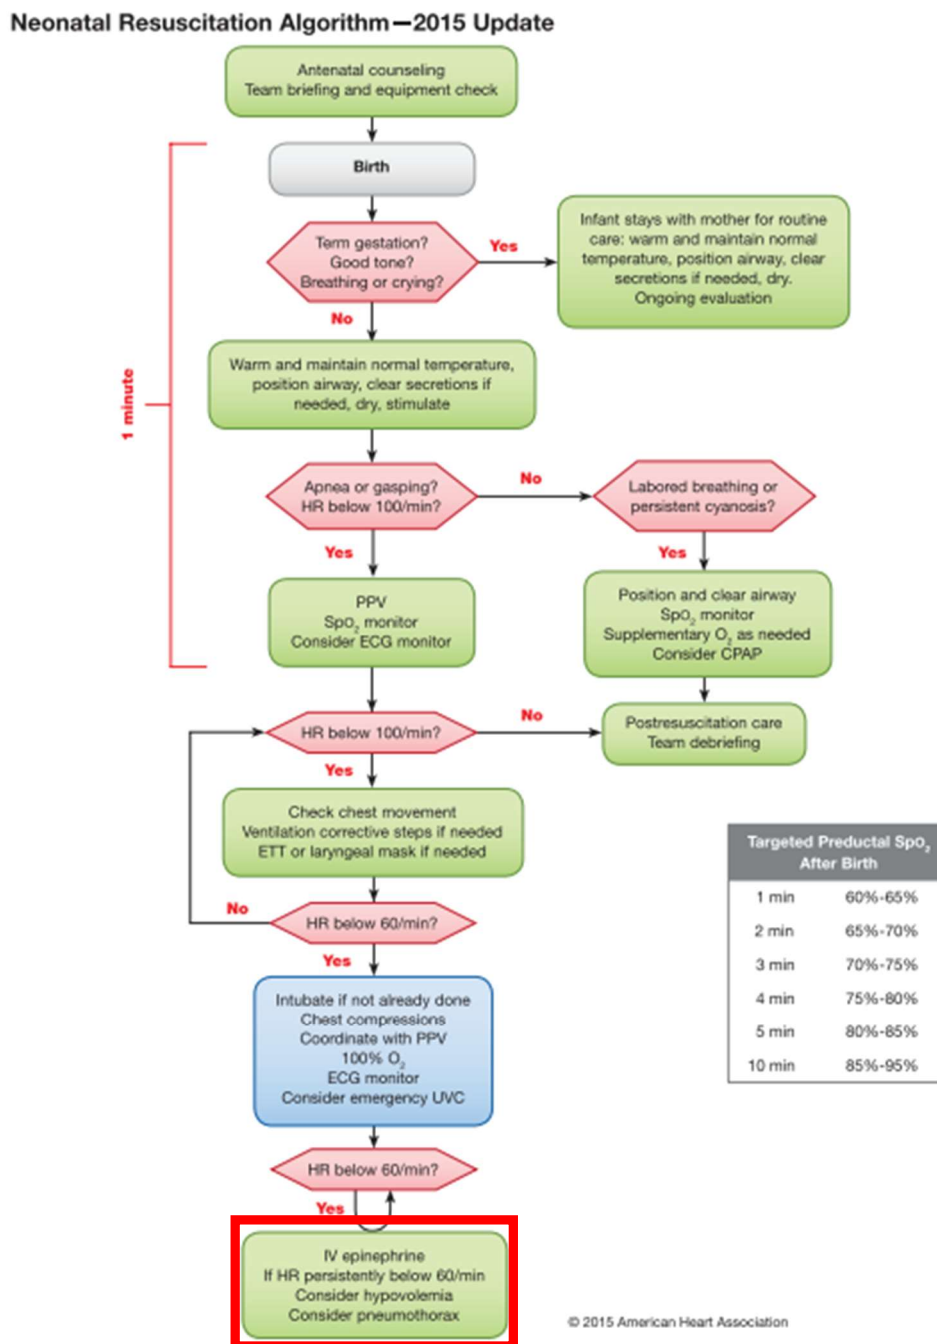 Neonatal Resuscitation Algorithm—2015 Update
Antenatal counseling
Team briefing and equipment check
Birth
1 minute
Term gestation?
Good tone?
Breathing or crying?
Yes
Infant stays with mother for routine
care: warm and maintain normal
temperature, position airway, clear
secretions if needed, dry.
Ongoing evaluation
No
Warm and maintain normal temperature,
position airway, clear secretions if
needed, dry, stimulate
Apnea or gasping?
HR below 100/min?
No
Labored breathing or
persistent cyanosis?
Yes
Yes
PPV
SpO₂ monitor
Consider ECG monitor
Position and clear airway
SpO₂ monitor
Supplementary O₂ as needed
Consider CPAP
HR below 100/min?
No
Postresuscitation care
Team debriefing
Yes
Check chest movement
Ventilation corrective steps if needed
ETT or laryngeal mask if needed
No
HR below 60/min?
Yes
Intubate if not already done
Chest compressions
Coordinate with PPV
100% O₂
ECG monitor
Consider emergency UVC
HR below 60/min?
Yes
IV epinephrine
If HR persistently below 60/min
Consider hypovolemia
Consider pneumothorax
Targeted Preductal SpO₂
After Birth
1 min 60%-65%
2 min 65%-70%
3 min 70%-75%
4 min 75%-80%
5 min 80%-85%
10 min 85%-95%
© 2015 American Heart Association